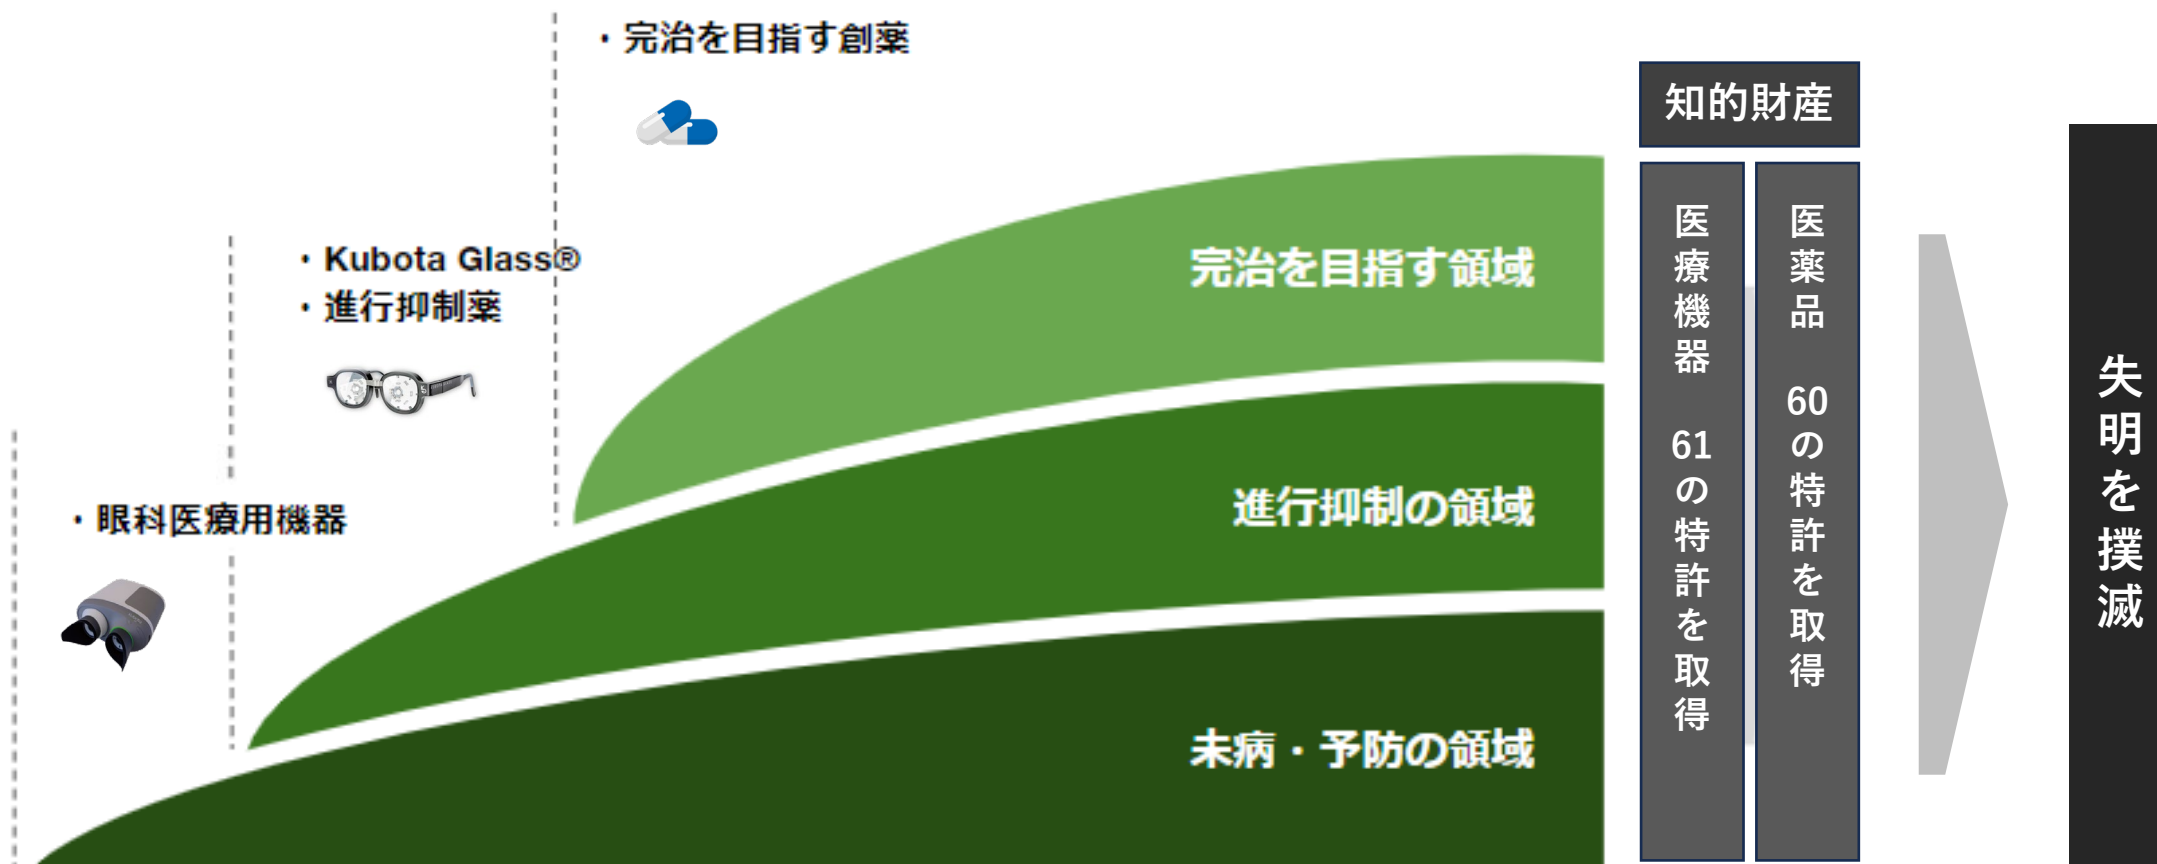 ・完治を目指す創薬
・Kubota Glass®
・進行抑制薬
・眼科医療用機器
完治を目指す領域
進行抑制の領域
未病・予防の領域
知的財産
医療機器 61の特許を取得
医薬品 60の特許を取得
失明を撲滅